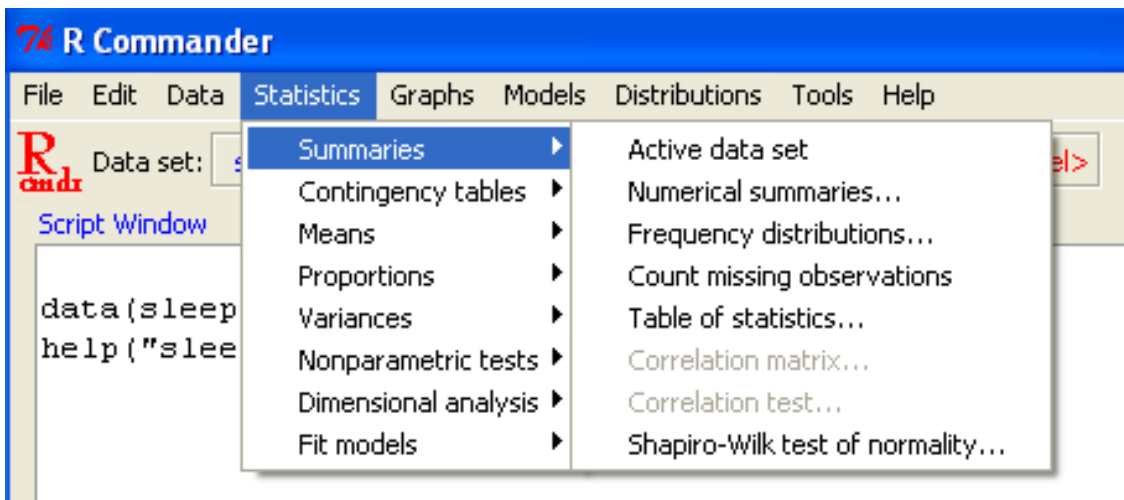 R Commander
File Edit Data Statistics Graphs Models Distributions Tools Help
R cmdr Data set:
Script Window
data(sleep
help("slee
Summaries
Contingency tables
Means
Proportions
Variances
Nonparametric tests
Dimensional analysis
Fit models
Active data set
Numerical summaries...
Frequency distributions...
Count missing observations
Table of statistics...
Correlation matrix...
Correlation test...
Shapiro-Wilk test of normality...
el>